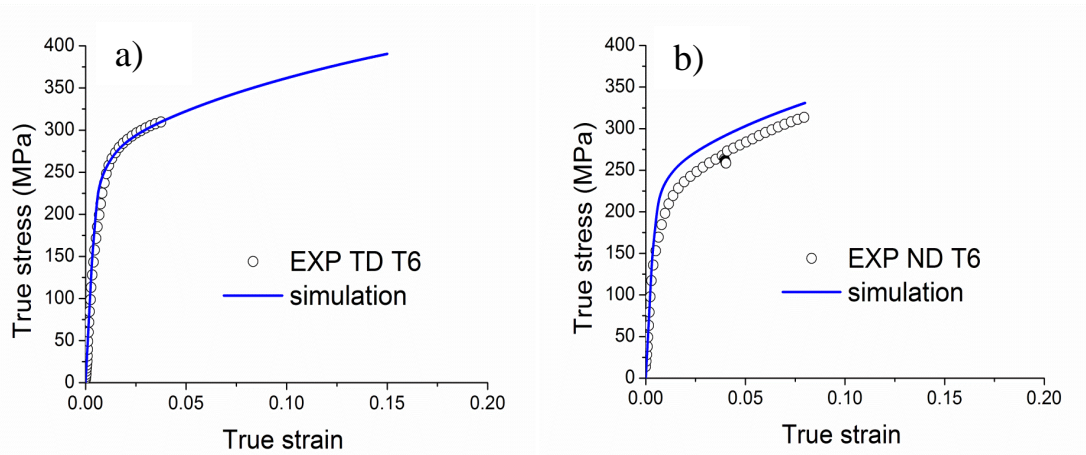 a)
True stress (MPa)
400
350
300
250
200
150
100
50
0
EXP TD T6
simulation
0.00 0.05 0.10 0.15 0.20
True strain
b)
True stress (MPa)
400
350
300
250
200
150
100
50
0
EXP ND T6
simulation
0.00 0.05 0.10 0.15 0.20
True strain